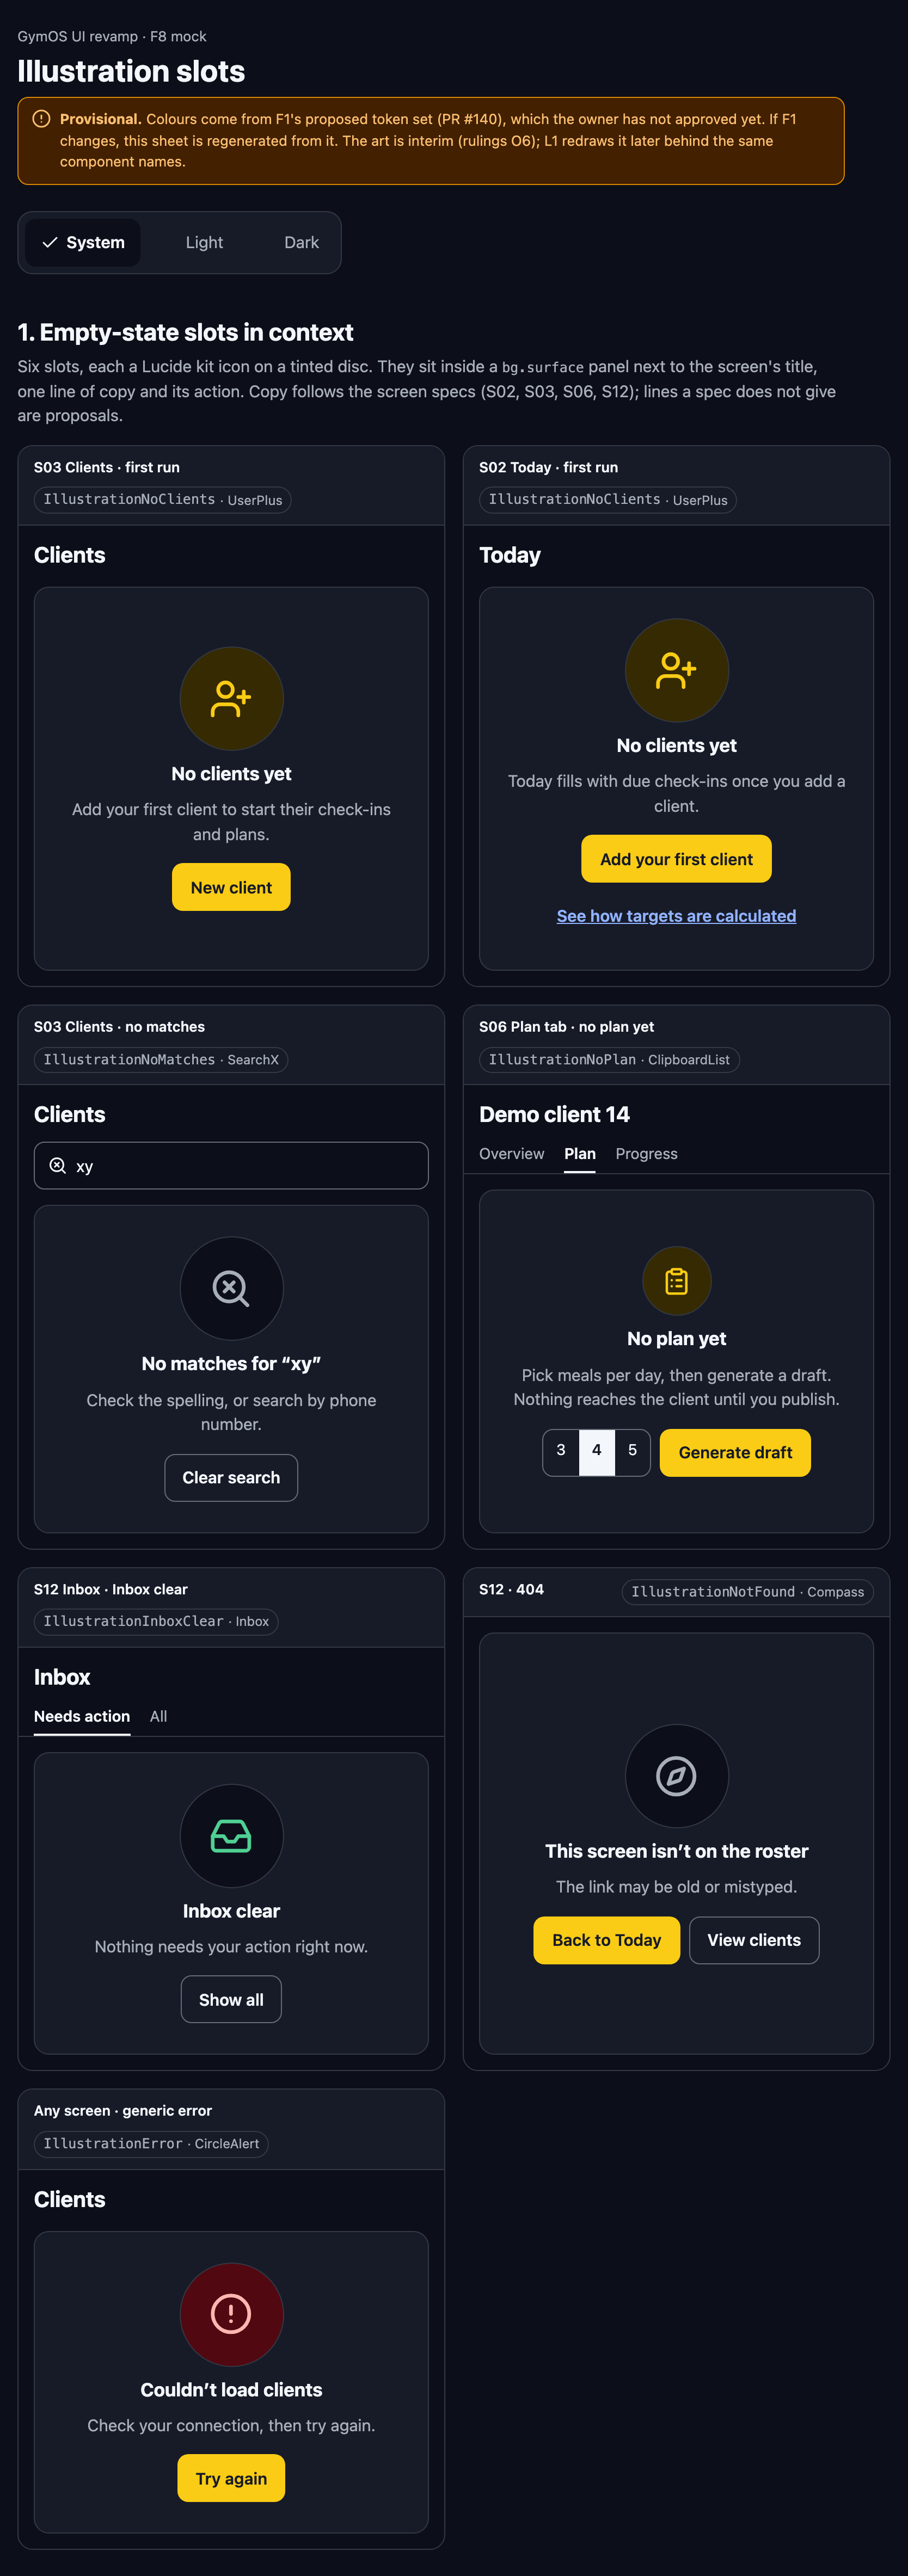 GymOS UI revamp · F8 mock
Illustration slots
Provisional. Colours come from F1's proposed token set (PR #140), which the owner has not approved yet. If F1
changes, this sheet is regenerated from it. The art is interim (rulings O6); L1 redraws it later behind the same
component names.
System
Light
Dark
1. Empty-state slots in context
Six slots, each a Lucide kit icon on a tinted disc. They sit inside a bg.surface panel next to the screen's title,
one line of copy and its action. Copy follows the screen specs (S02, S03, S06, S12); lines a spec does not give
are proposals.
S03 Clients · first run
IllustrationNoClients · UserPlus
Clients
No clients yet
Add your first client to start their check-ins
and plans.
New client
S02 Today · first run
IllustrationNoClients · UserPlus
Today
No clients yet
Today fills with due check-ins once you add a
client.
Add your first client
See how targets are calculated
S03 Clients · no matches
IllustrationNoMatches · SearchX
Clients
xy
No matches for “xy”
Check the spelling, or search by phone
number.
Clear search
S06 Plan tab · no plan yet
IllustrationNoPlan · ClipboardList
Demo client 14
Overview
Plan
Progress
No plan yet
Pick meals per day, then generate a draft.
Nothing reaches the client until you publish.
3
4
5
Generate draft
S12 Inbox · Inbox clear
IllustrationInboxClear · Inbox
Inbox
Needs action
All
Inbox clear
Nothing needs your action right now.
Show all
S12 · 404
IllustrationNotFound · Compass
This screen isn’t on the roster
The link may be old or mistyped.
Back to Today
View clients
Any screen · generic error
IllustrationError · CircleAlert
Clients
Couldn’t load clients
Check your connection, then try again.
Try again